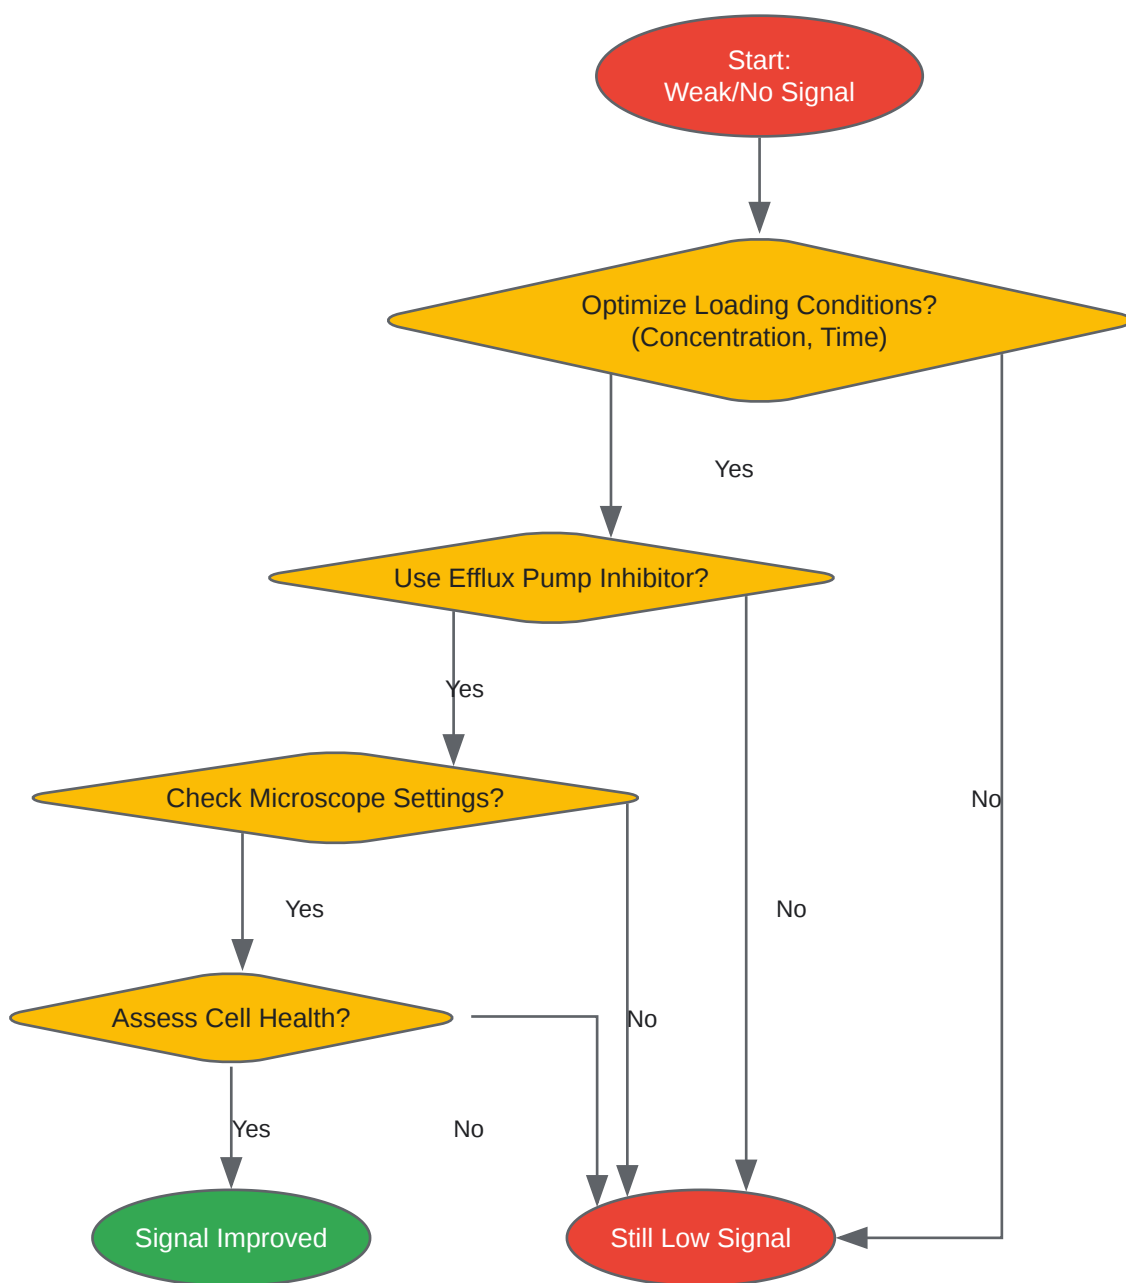 Start:
Weak/No Signal
Optimize Loading Conditions?
(Concentration, Time)
Yes
Use Efflux Pump Inhibitor?
Yes
Check Microscope Settings?
No
Yes
No
Assess Cell Health?
No
Yes
No
Signal Improved
Still Low Signal